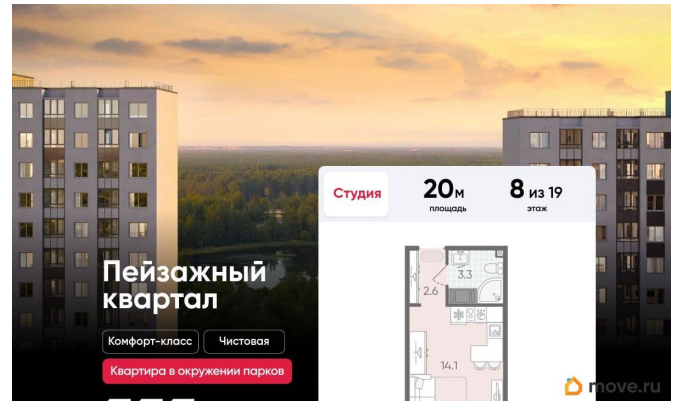 Студия
20м
площадь
8 из 19
этаж
3.3
2.6
14.1
Пейзажный
квартал
Комфорт-класс
Чистовая
Квартира в окружении парков
move.ru